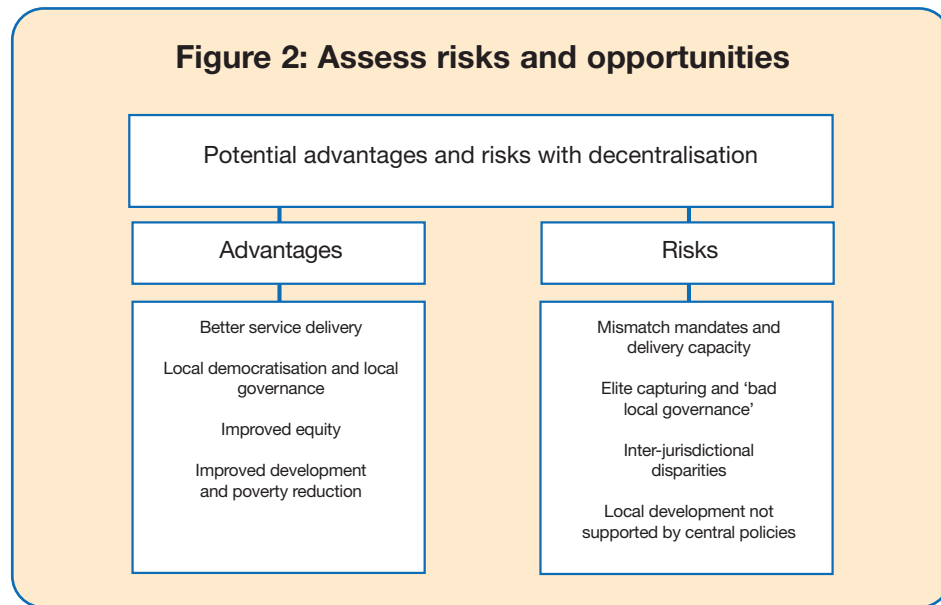 Figure 2: Assess risks and opportunities
Potential advantages and risks with decentralisation
Advantages
Better service delivery
Local democratisation and local
governance
Improved equity
Improved development
and poverty reduction
Risks
Mismatch mandates and
delivery capacity
Elite capturing and ‘bad
local governance’
Inter-jurisdictional
disparities
Local development not
supported by central policies